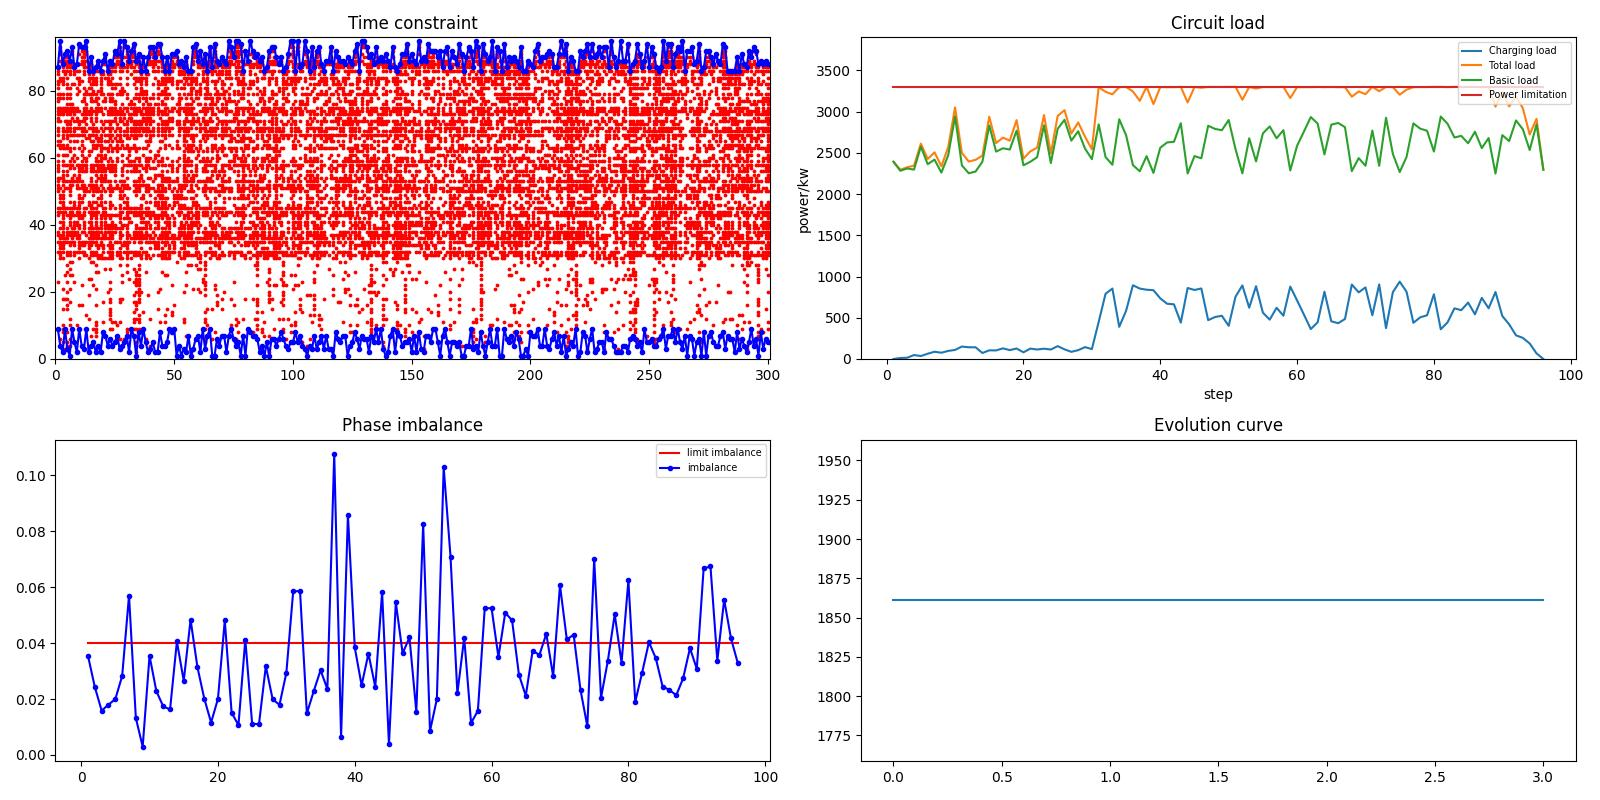 Time constraint
80
60
40
20
0
0 50 100 150 200 250 300
Circuit load
power/kw
3500
3000
2500
2000
1500
1000
500
0
0 20 40 60 80 100
step
Charging load
Total load
Basic load
Power limitation
Phase imbalance
0.10
0.08
0.06
0.04
0.02
0.00
0 20 40 60 80 100
limit imbalance
imbalance
Evolution curve
1950
1925
1900
1875
1850
1825
1800
1775
0.0 0.5 1.0 1.5 2.0 2.5 3.0